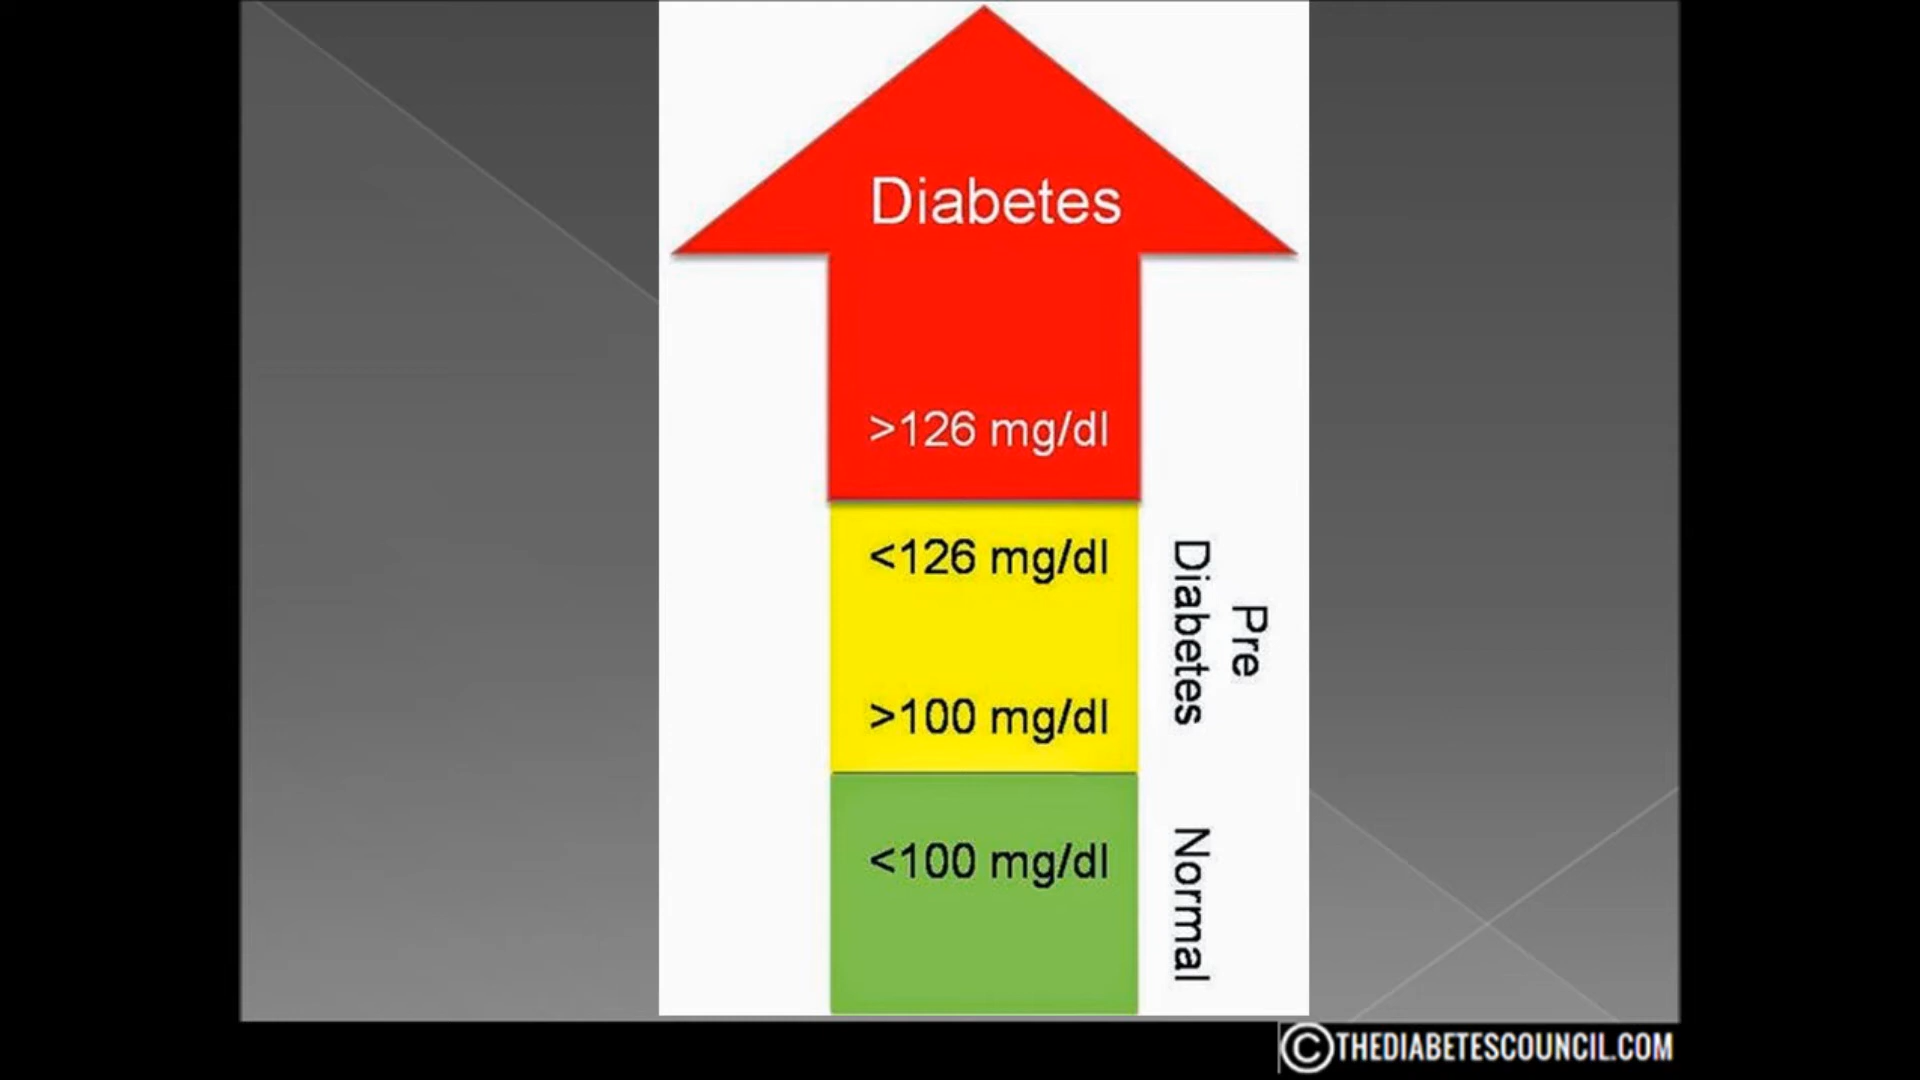 Diabetes
>126 mg/dl
<126 mg/dl
>100 mg/dl
Pre
Diabetes
<100 mg/dl
Normal
©THEDIABETESCOUNCIL.COM